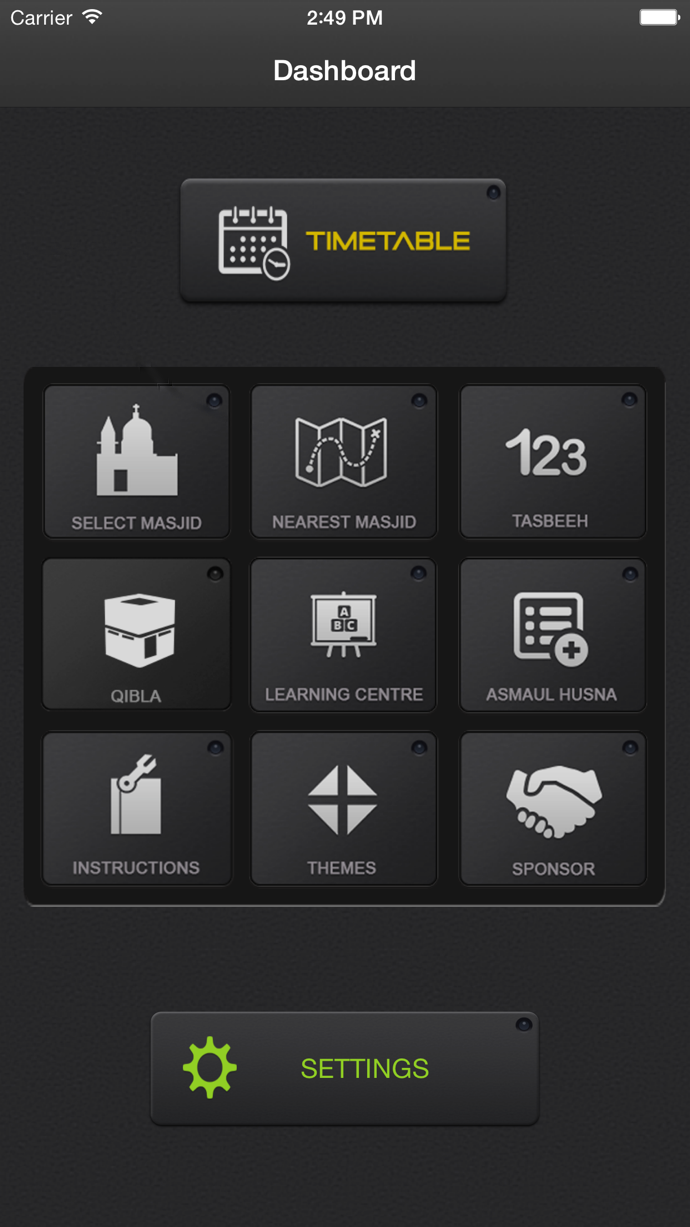 Carrier 2:49 PM
Dashboard
TIMETABLE
SELECT MASJID
NEAREST MASJID
123
TASBEEH
QIBLA
A
B C
LEARNING CENTRE
ASMAUL HUSNA
INSTRUCTIONS
THEMES
SPONSOR
SETTINGS